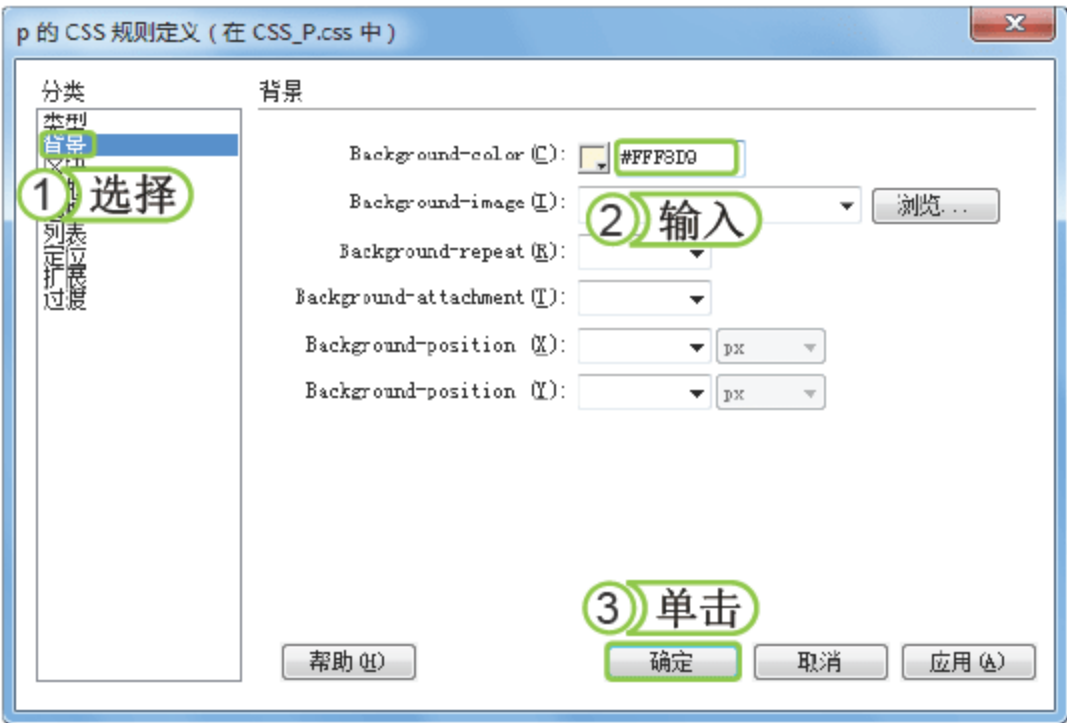 p 的 CSS 规则定义 ( 在 CSS_P.css 中 )
分类
背景
类型
背景
① 选择
列表
定位
扩展
过渡
Background-color(C): #FFF8D9
Background-image(I): 浏览...
② 输入
Background-repeat(R):
Background-attachment(T):
Background-position (X): px
Background-position (Y): px
③ 单击
帮助(H) 确定 取消 应用(A)